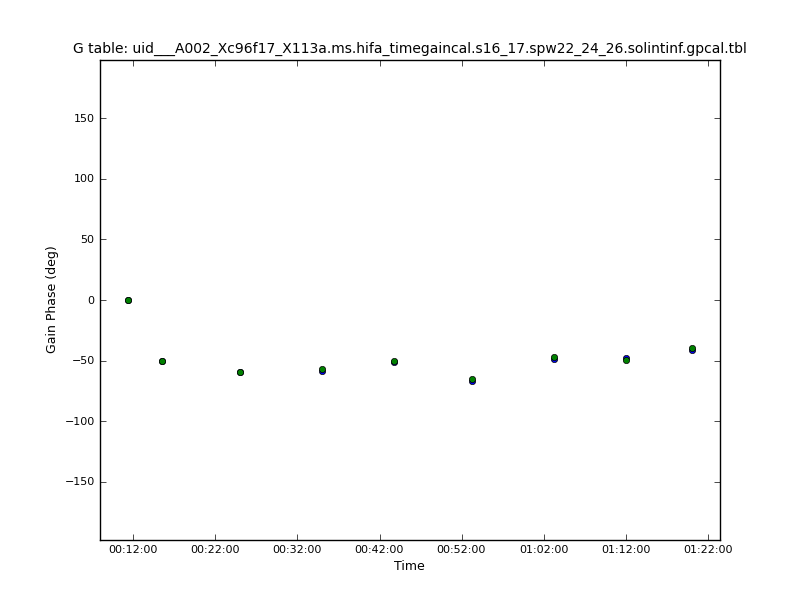 G table: uid___A002_Xc96f17_X113a.ms.hifa_timegaincal.s16_17.spw22_24_26.solintinf.gpcal.tbl
150
100
50
0
−50
−100
−150
Gain Phase (deg)
00:12:00 00:22:00 00:32:00 00:42:00 00:52:00 01:02:00 01:12:00 01:22:00
Time